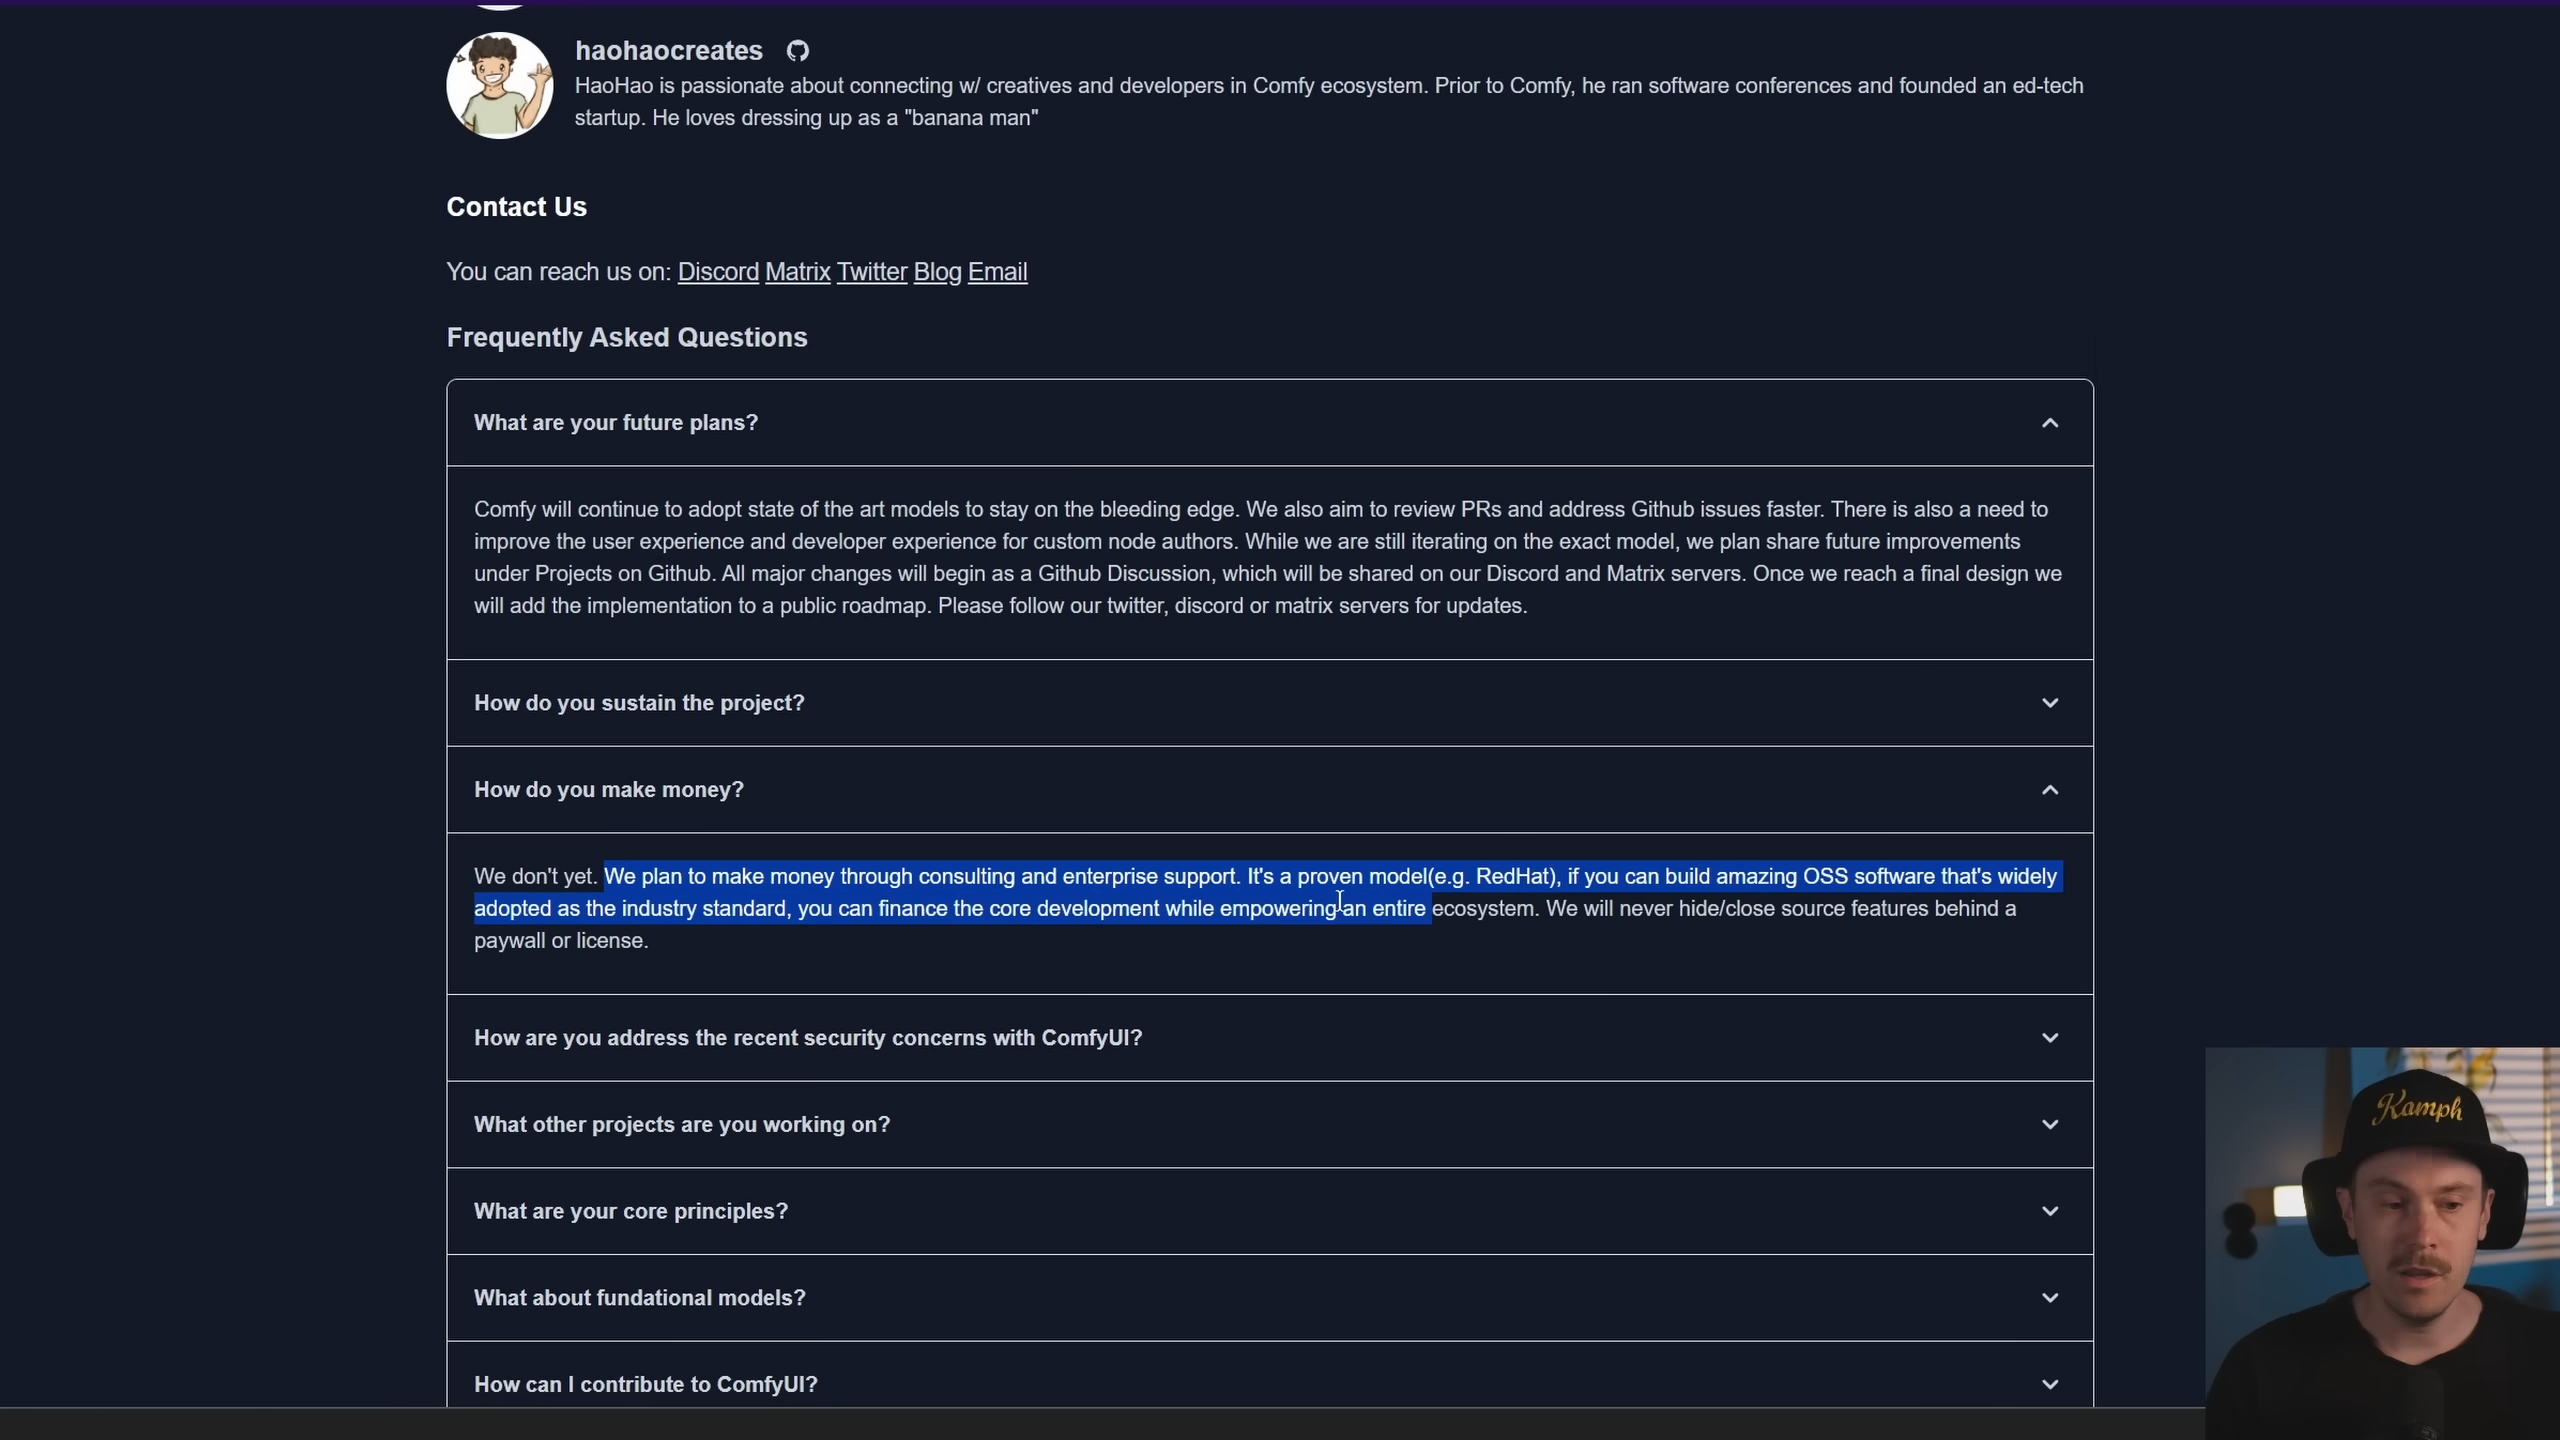 haohaocreates
HaoHao is passionate about connecting w/ creatives and developers in Comfy ecosystem. Prior to Comfy, he ran software conferences and founded an ed-tech
startup. He loves dressing up as a "banana man"
Contact Us
You can reach us on: Discord Matrix Twitter Blog Email
Frequently Asked Questions
What are your future plans?
Comfy will continue to adopt state of the art models to stay on the bleeding edge. We also aim to review PRs and address Github issues faster. There is also a need to
improve the user experience and developer experience for custom node authors. While we are still iterating on the exact model, we plan share future improvements
under Projects on Github. All major changes will begin as a Github Discussion, which will be shared on our Discord and Matrix servers. Once we reach a final design we
will add the implementation to a public roadmap. Please follow our twitter, discord or matrix servers for updates.
How do you sustain the project?
How do you make money?
We don't yet. We plan to make money through consulting and enterprise support. It's a proven model(e.g. RedHat), if you can build amazing OSS software that's widely
adopted as the industry standard, you can finance the core development while empowering an entire ecosystem. We will never hide/close source features behind a
paywall or license.
How are you address the recent security concerns with ComfyUI?
What other projects are you working on?
What are your core principles?
What about fundational models?
How can I contribute to ComfyUI?
Kamph